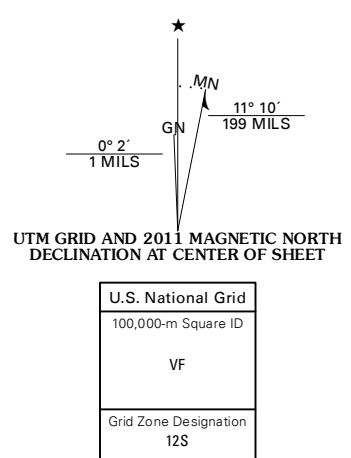 MN
11° 10´
199 MILS
GN
0° 2´
1 MILS
UTM GRID AND 2011 MAGNETIC NORTH
DECLINATION AT CENTER OF SHEET
U.S. National Grid
100,000-m Square ID
VF
Grid Zone Designation
12S